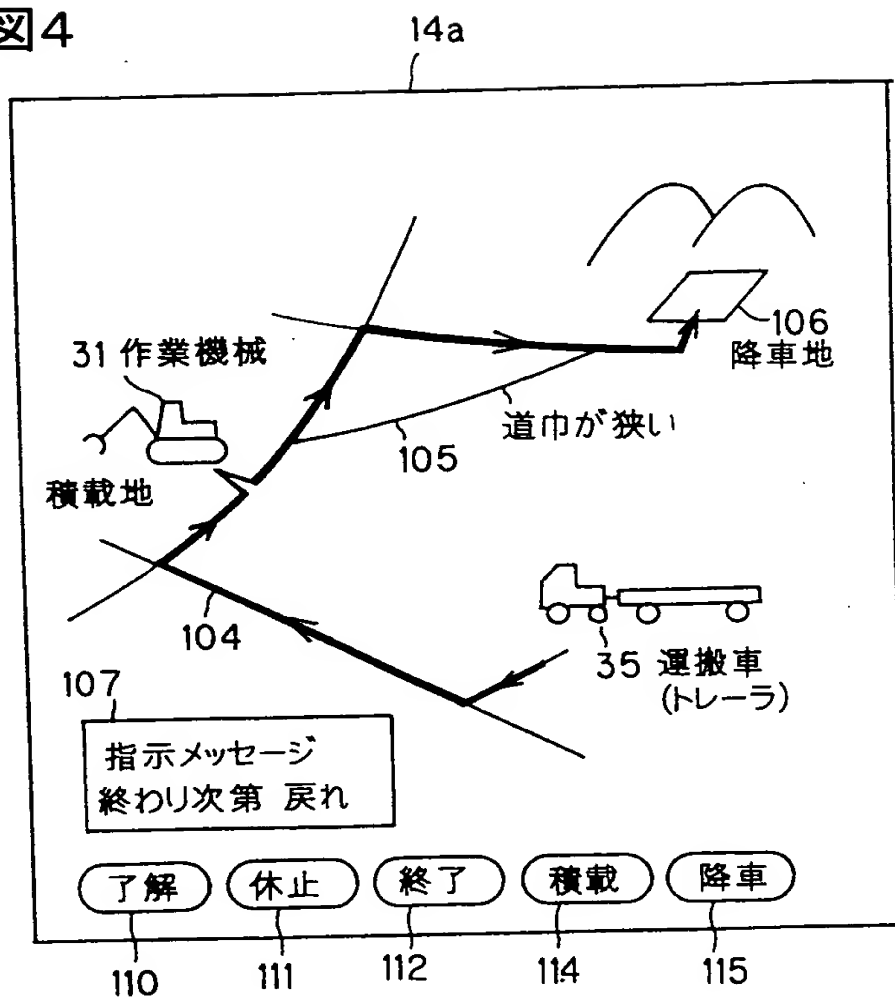 図4
14a
106
降車地
31 作業機械
道巾が狭い
105
積載地
104
35 運搬車
(トレーラ)
107
指示メッセージ
終わり次第 戻れ
了解 休止 終了 積載 降車
110 111 112 114 115